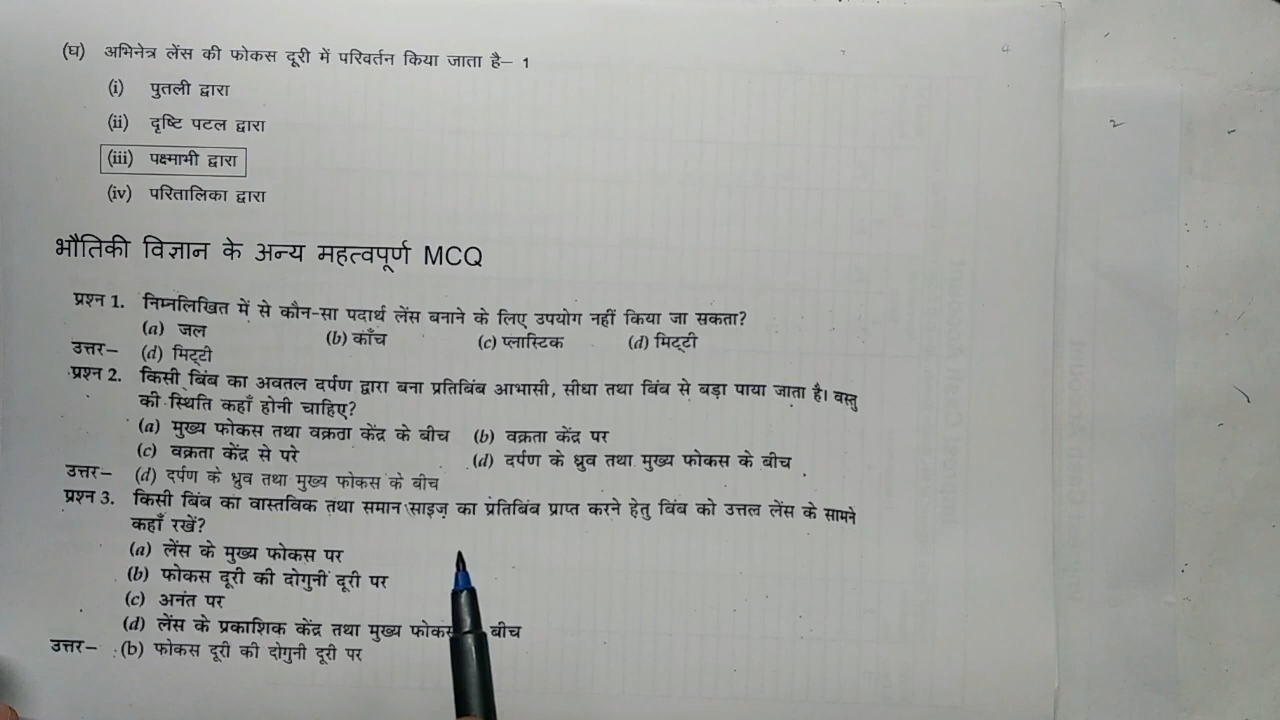 (घ) अभिनेत्र लेंस की फोकस दूरी में परिवर्तन किया जाता है– 1
(i) पुतली द्वारा
(ii) दृष्टि पटल द्वारा
(iii) पक्ष्माभी द्वारा
(iv) परितालिका द्वारा
भौतिकी विज्ञान के अन्य महत्वपूर्ण MCQ
प्रश्न 1. निम्नलिखित में से कौन-सा पदार्थ लेंस बनाने के लिए उपयोग नहीं किया जा सकता?
(a) जल (b) काँच (c) प्लास्टिक (d) मिट्टी
उत्तर– (d) मिट्टी
प्रश्न 2. किसी बिंब का अवतल दर्पण द्वारा बना प्रतिबिंब आभासी, सीधा तथा बिंब से बड़ा पाया जाता है। वस्तु
की स्थिति कहाँ होनी चाहिए?
(a) मुख्य फोकस तथा वक्रता केंद्र के बीच (b) वक्रता केंद्र पर
(c) वक्रता केंद्र से परे (d) दर्पण के ध्रुव तथा मुख्य फोकस के बीच
उत्तर– (d) दर्पण के ध्रुव तथा मुख्य फोकस के बीच
प्रश्न 3. किसी बिंब का वास्तविक तथा समान साइज़ का प्रतिबिंब प्राप्त करने हेतु बिंब को उत्तल लेंस के सामने
कहाँ रखें?
(a) लेंस के मुख्य फोकस पर
(b) फोकस दूरी की दोगुनी दूरी पर
(c) अनंत पर
(d) लेंस के प्रकाशिक केंद्र तथा मुख्य बीच
उत्तर– (b) फोकस दूरी की दोगुनी दूरी पर